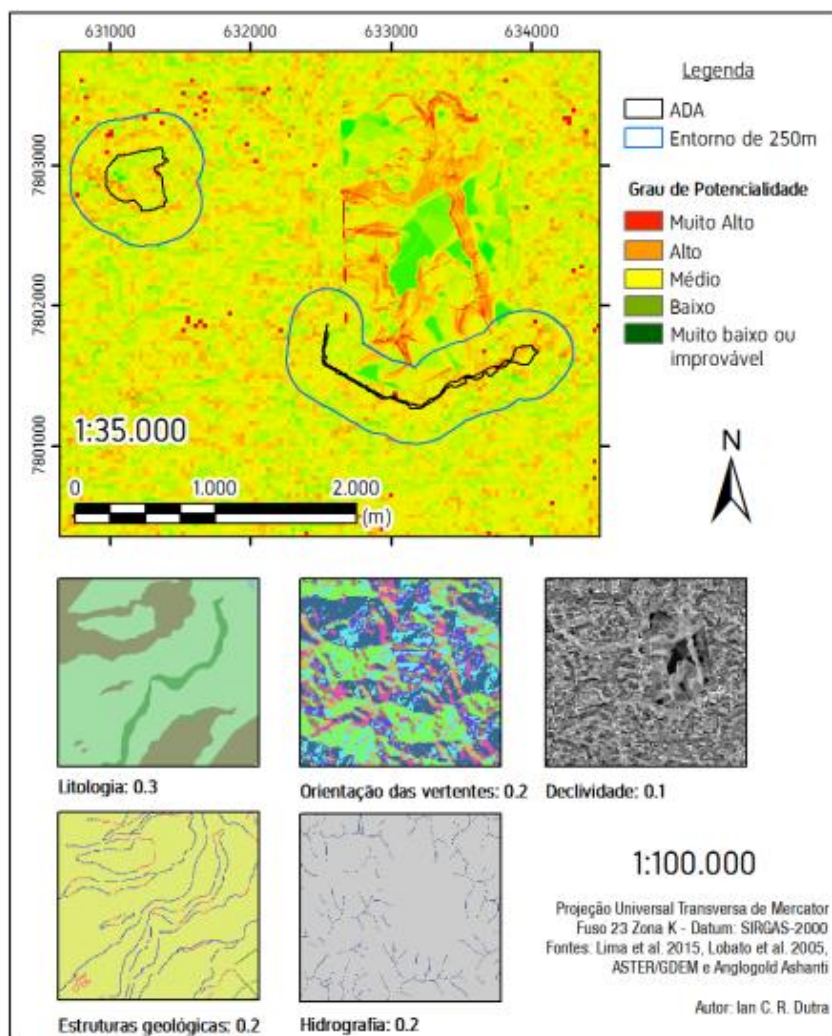 631000 632000 633000 634000
7803000
7802000
7801000
1:35.000
0 1.000 2.000
(m)
Legenda
ADA
Entorno de 250m
Grau de Potencialidade
Muito Alto
Alto
Médio
Baixo
Muito baixo ou
improvável
N
Litologia: 0.3
Orientação das vertentes: 0.2
Declividade: 0.1
Estruturas geológicas: 0.2
Hidrografia: 0.2
1:100.000
Projeção Universal Transversa de Mercator
Fuso 23 Zona K - Datum: SIRGAS-2000
Fontes: Lima et al. 2015, Lobato et al. 2005,
ASTER/GDEM e Anglogold Ashanti
Autor: Ian C. R. Dutra